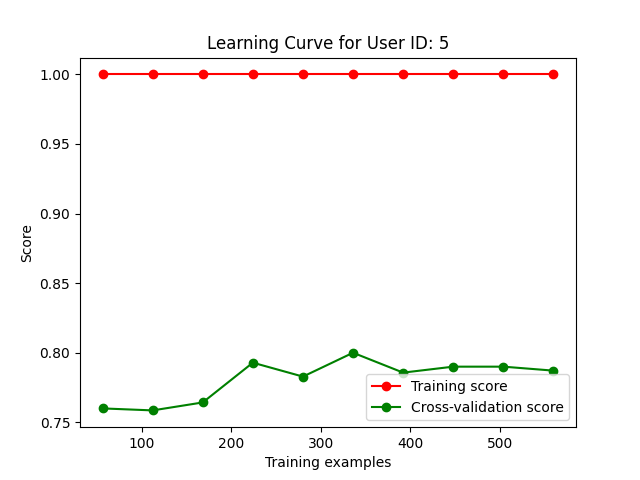 Learning Curve for User ID: 5
1.00
0.95
0.90
0.85
0.80
0.75
Score
100
200
300
400
500
Training examples
Training score
Cross-validation score